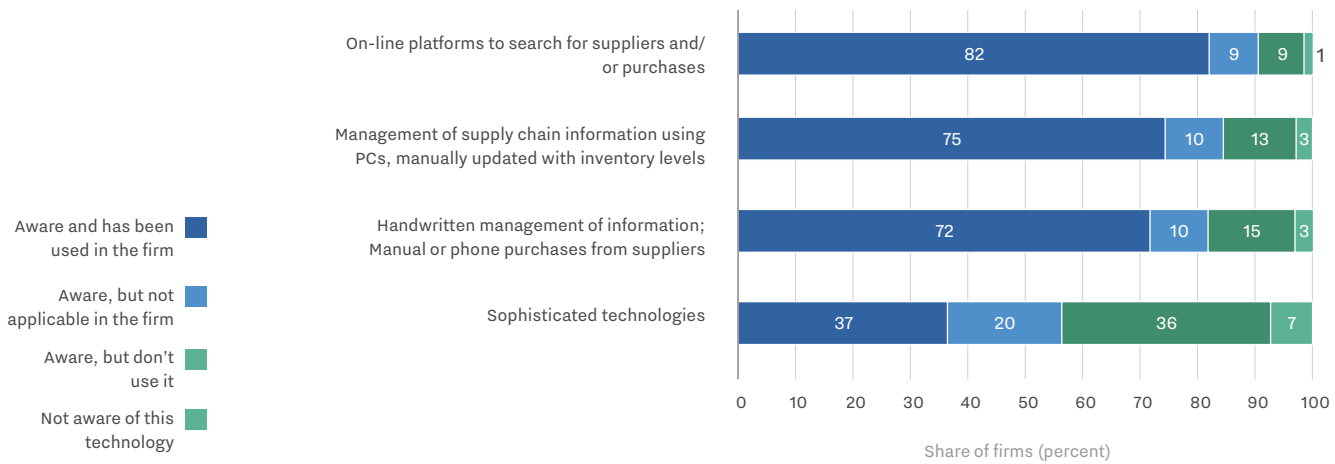 On-line platforms to search for suppliers and/
or purchases
82 9 9 1
Management of supply chain information using
PCs, manually updated with inventory levels
75 10 13 3
Handwritten management of information;
Manual or phone purchases from suppliers
72 10 15 3
Sophisticated technologies
37 20 36 7
0 10 20 30 40 50 60 70 80 90 100
Share of firms (percent)
Aware and has been
used in the firm
Aware, but not
applicable in the firm
Aware, but don't
use it
Not aware of this
technology